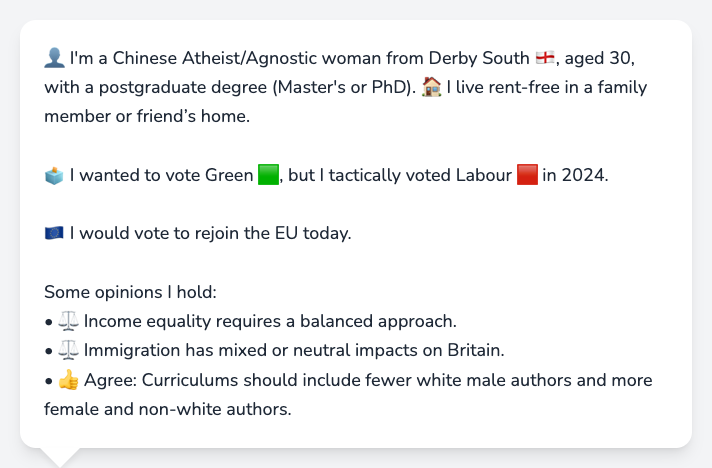 👤 I'm a Chinese Atheist/Agnostic woman from Derby South 🏴󠁧󠁢󠁥󠁮󠁧󠁿, aged 30,
with a postgraduate degree (Master's or PhD). 🏠 I live rent-free in a family
member or friend’s home.
🗳️ I wanted to vote Green 🟩, but I tactically voted Labour 🟥 in 2024.
🇪🇺 I would vote to rejoin the EU today.
Some opinions I hold:
• ⚖️ Income equality requires a balanced approach.
• ⚖️ Immigration has mixed or neutral impacts on Britain.
• 👍 Agree: Curriculums should include fewer white male authors and more
female and non-white authors.